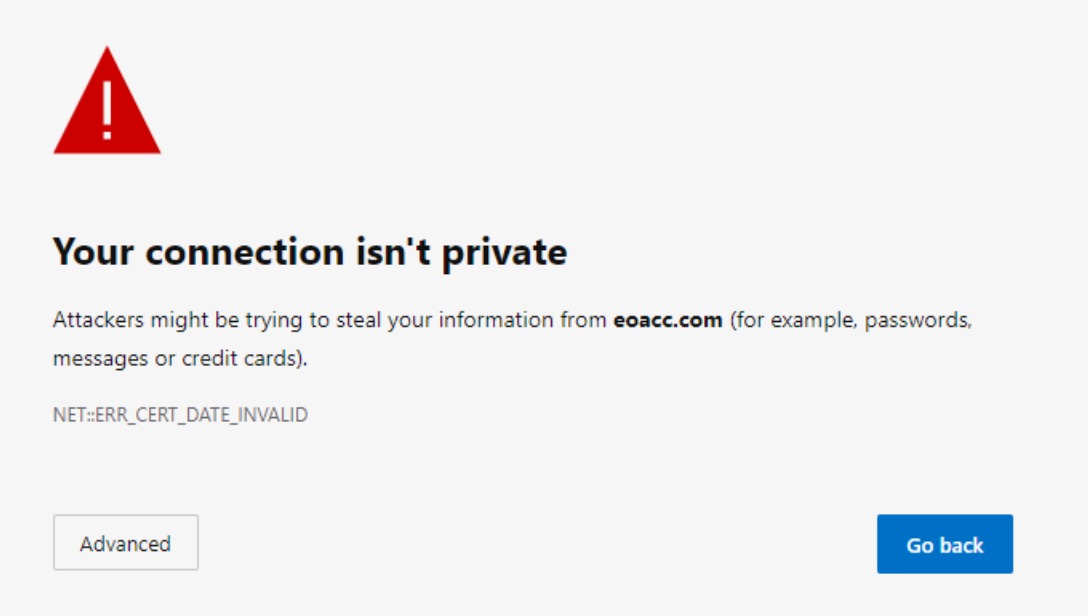 Your connection isn't private
Attackers might be trying to steal your information from eoacc.com (for example, passwords,
messages or credit cards).
NET::ERR_CERT_DATE_INVALID
Advanced
Go back